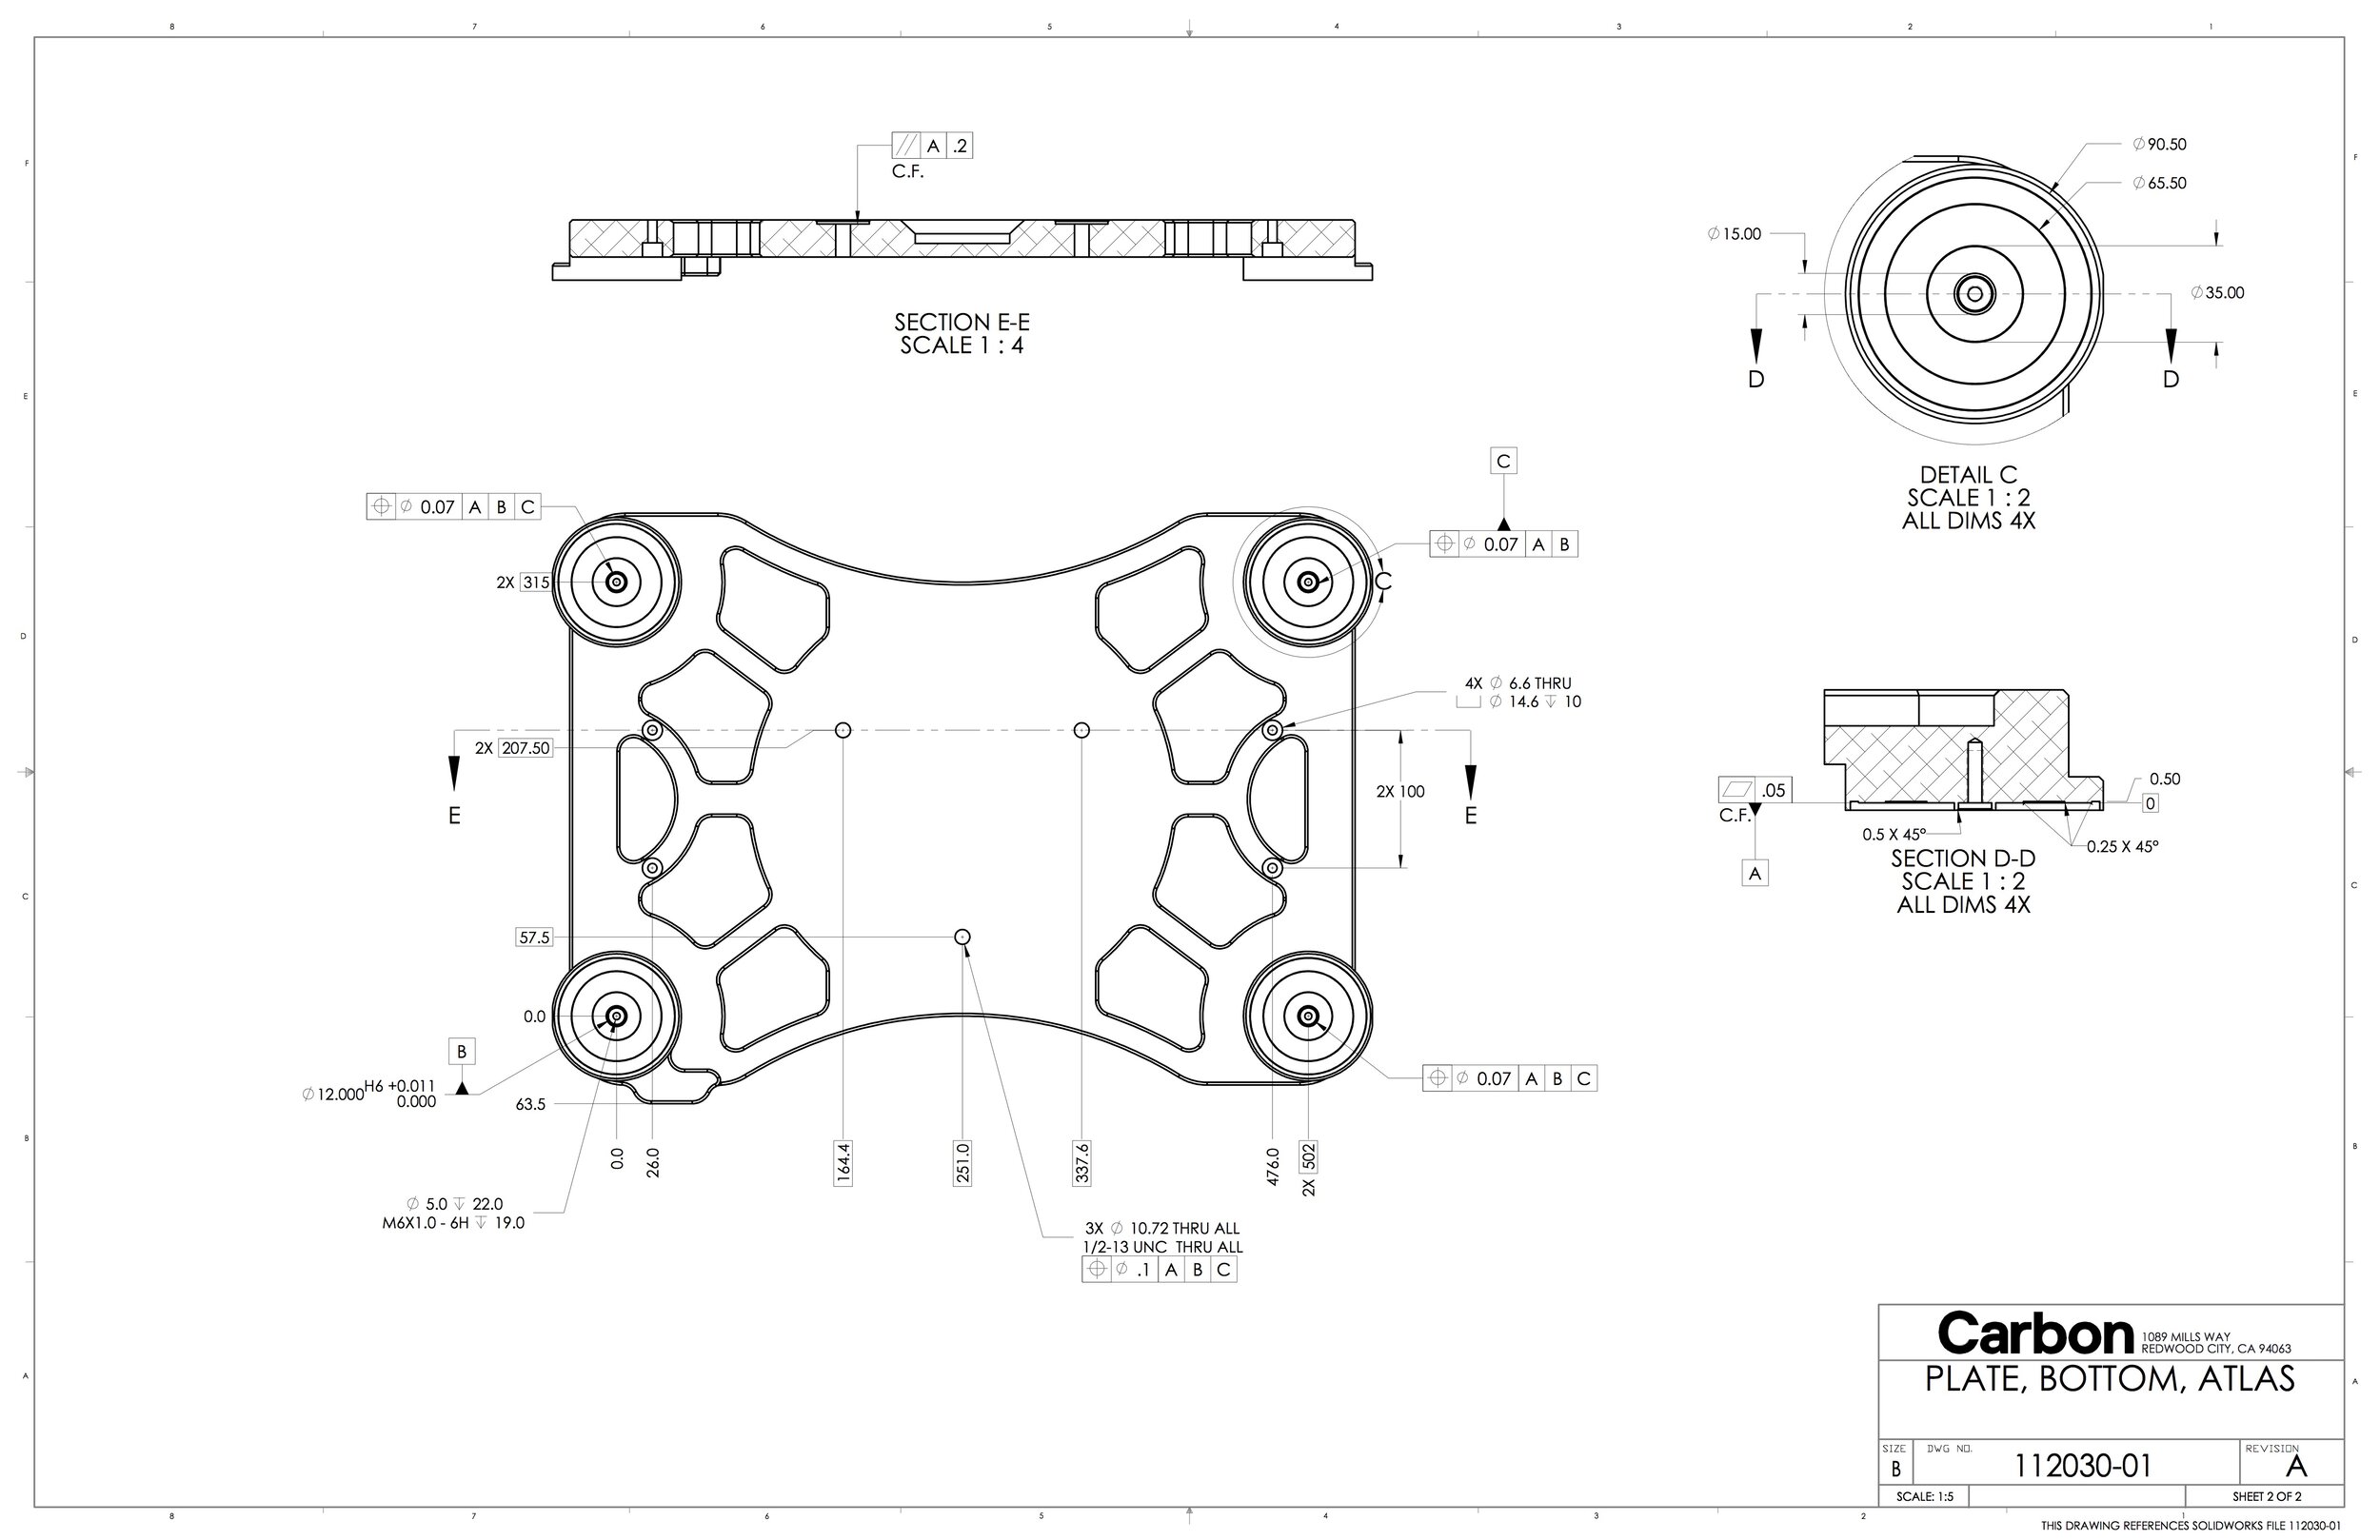 8 7 6 5 4 3 2 1
F F
E E
D D
C C
B B
A A
// A .2
C.F.
SECTION E-E
SCALE 1 : 4
∅90.50
∅65.50
∅15.00
∅35.00
D D
DETAIL C
SCALE 1 : 2
ALL DIMS 4X
C
⌖ ∅ 0.07 A B C
⌖ ∅ 0.07 A B
2X 315
C
4X ∅ 6.6 THRU
⌴ ∅ 14.6 ↧ 10
2X 207.50
E E
2X 100
.05
C.F.
A
0.50
0
0.5 X 45°
0.25 X 45°
SECTION D-D
SCALE 1 : 2
ALL DIMS 4X
57.5
0.0
B
∅12.000 H6 +0.011
0.000
63.5
⌖ ∅ 0.07 A B C
0.0
26.0
164.4
251.0
337.6
476.0
2X 502
∅ 5.0 ↧ 22.0
M6X1.0 - 6H ↧ 19.0
3X ∅ 10.72 THRU ALL
1/2-13 UNC THRU ALL
⌖ ∅ .1 A B C
Carbon
1089 MILLS WAY
REDWOOD CITY, CA 94063
PLATE, BOTTOM, ATLAS
SIZE
B
DWG NO.
112030-01
REVISION
A
SCALE: 1:5
SHEET 2 OF 2
8 7 6 5 4 3 2 1
THIS DRAWING REFERENCES SOLIDWORKS FILE 112030-01